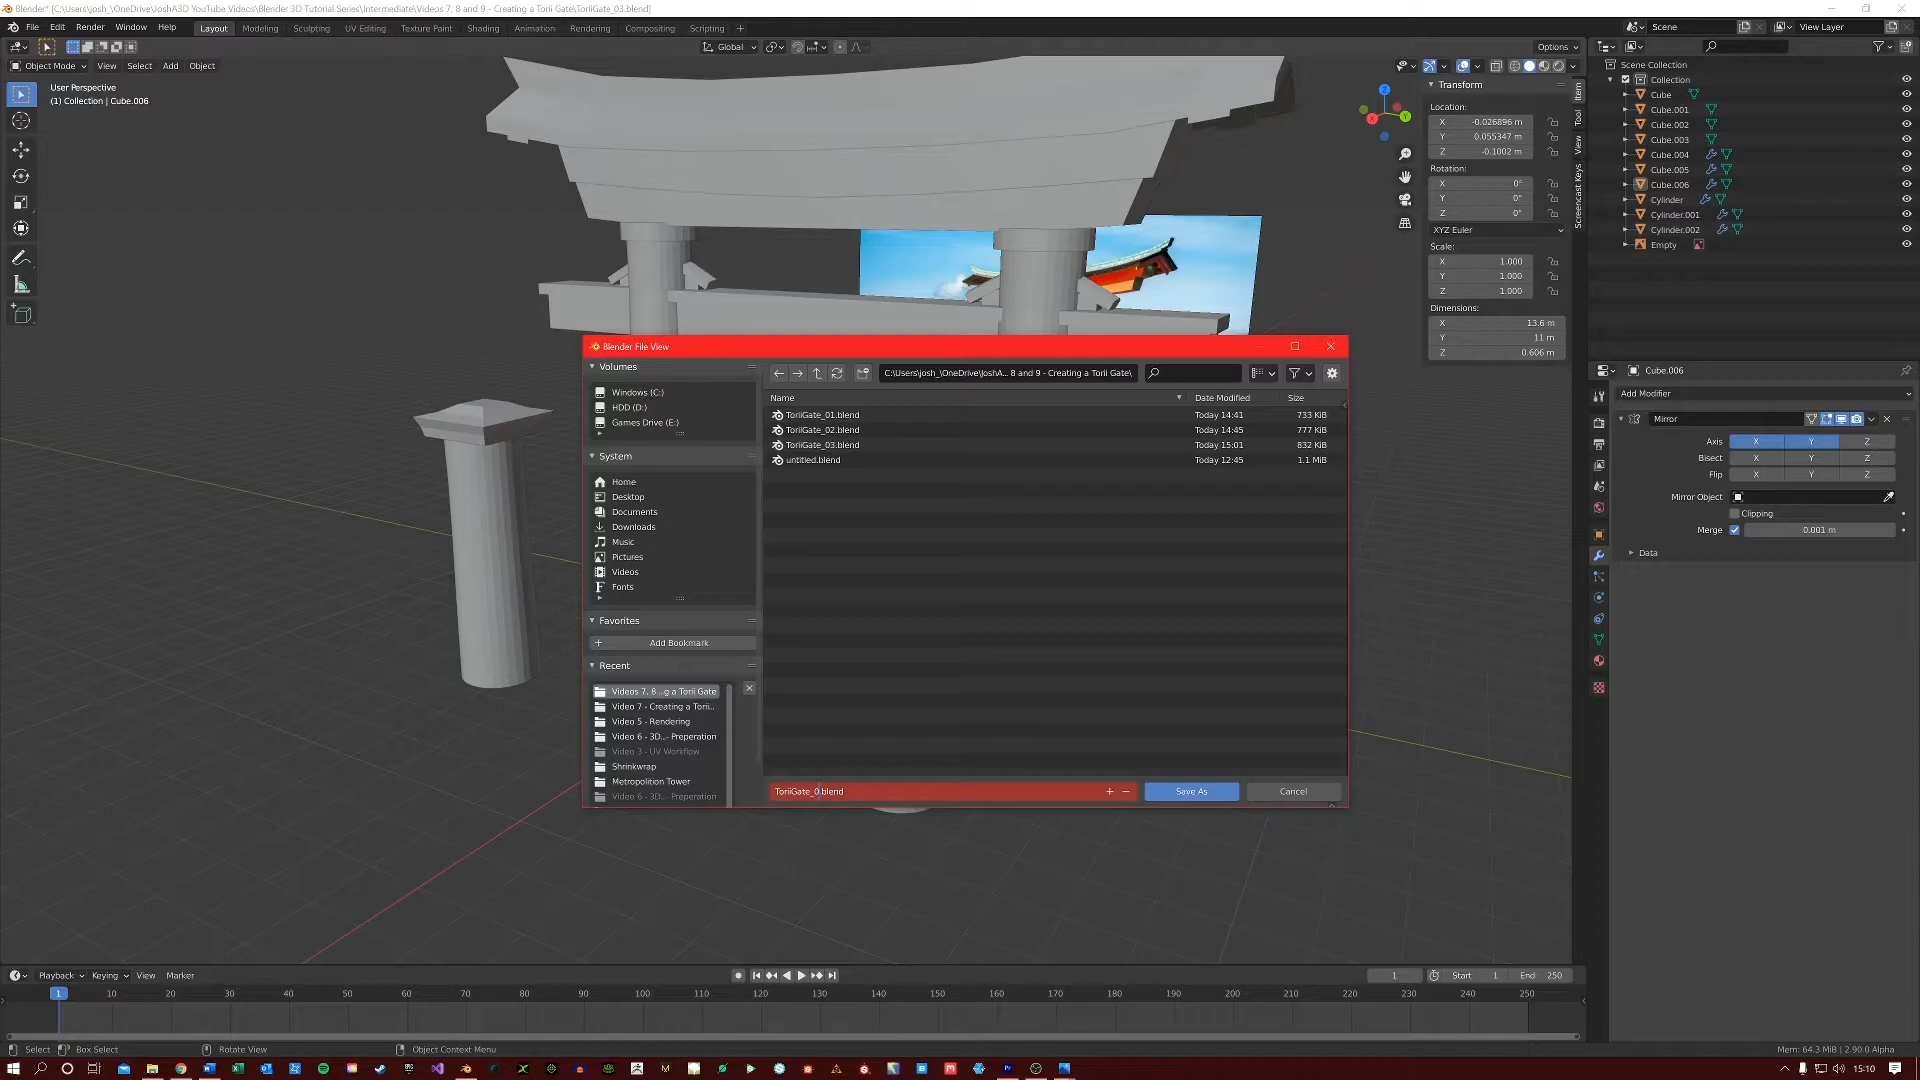 Blender* [C:\Users\josh_\OneDrive\JoshA3D YouTube Videos\Blender 3D Tutorial Series\Intermediate\Videos 7, 8 and 9 - Creating a Torii Gate\ToriiGate_03.blend]
File Edit Render Window Help Layout Modeling Sculpting UV Editing Texture Paint Shading Animation Rendering Compositing Scripting + Scene View Layer
Global Options
Object Mode View Select Add Object
User Perspective
(1) Collection | Cube.006
Transform
Location:
X -0.026896 m
Y 0.055347 m
Z -0.1002 m
Rotation:
X 0°
Y 0°
Z 0°
XYZ Euler
Scale:
X 1.000
Y 1.000
Z 1.000
Dimensions:
X 13.6 m
Y 11 m
Z 0.606 m
Item
Tool
View
Screencast Keys
Scene Collection
Collection
Cube
Cube.001
Cube.002
Cube.003
Cube.004
Cube.005
Cube.006
Cylinder
Cylinder.001
Cylinder.002
Empty
Cube.006
Add Modifier
Mirror
Axis X Y Z
Bisect X Y Z
Flip X Y Z
Mirror Object
Clipping
Merge 0.001 m
Data
Blender File View
Volumes
Windows (C:)
HDD (D:)
Games Drive (E:)
System
Home
Desktop
Documents
Downloads
Music
Pictures
Videos
Fonts
Favorites
Add Bookmark
Recent
Videos 7, 8 ...g a Torii Gate
Video 7 - Creating a Torii...
Video 5 - Rendering
Video 6 - 3D...- Preperation
Video 3 - UV Workflow
Shrinkwrap
Metropolition Tower
Video 6 - 3D...- Preperation
C:\Users\josh_\OneDrive\JoshA... 8 and 9 - Creating a Torii Gate\
Name Date Modified Size
ToriiGate_01.blend Today 14:41 733 KiB
ToriiGate_02.blend Today 14:45 777 KiB
ToriiGate_03.blend Today 15:01 832 KiB
untitled.blend Today 12:45 1.1 MiB
ToriiGate_0.blend Save As Cancel
Playback Keying View Marker 1 Start 1 End 250
1 10 20 30 40 50 60 70 80 90 100 110 120 130 140 150 160 170 180 190 200 210 220 230 240 250
Select Box Select Rotate View Object Context Menu Mem: 64.3 MiB | 2.90.0 Alpha
15:10